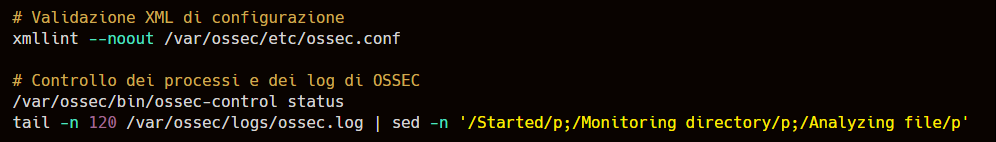 # Validazione XML di configurazione
xmllint --noout /var/ossec/etc/ossec.conf
# Controllo dei processi e dei log di OSSEC
/var/ossec/bin/ossec-control status
tail -n 120 /var/ossec/logs/ossec.log | sed -n '/Started/p;/Monitoring directory/p;/Analyzing file/p'